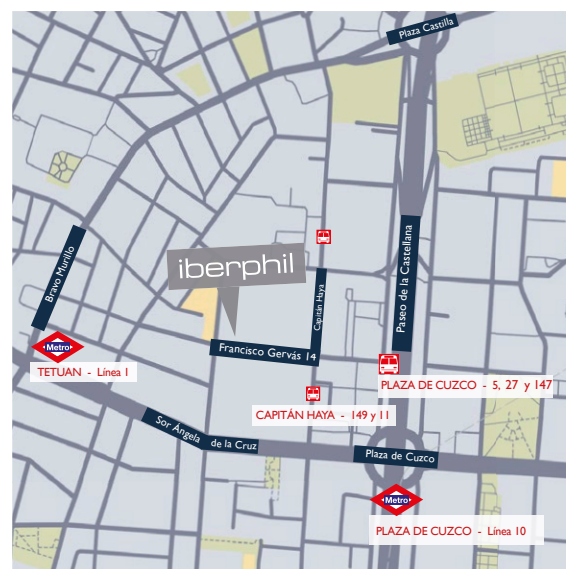 Plaza Castilla
Bravo Murillo
iberphil
Capitán Haya
Paseo de la Castellana
Metro
Francisco Gervás 14
TETUAN - Línea 1
PLAZA DE CUZCO - 5, 27 y 147
CAPITÁN HAYA - 149 y 11
Sor Ángela de la Cruz
Plaza de Cuzco
Metro
PLAZA DE CUZCO - Línea 10